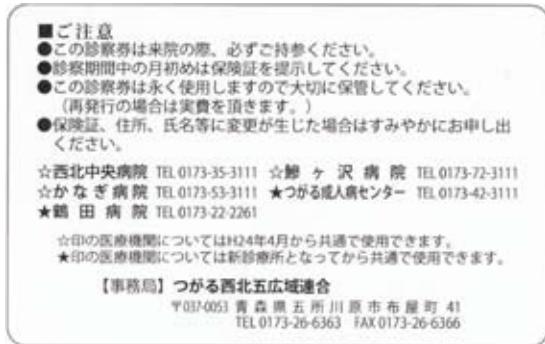 ■ご注意
●この診察券は来院の際、必ずご持参ください。
●診察期間中の月初めは保険証を提示してください。
●この診察券は永く使用しますので大切に保管してください。
（再発行の場合は実費を頂きます。）
●保険証、住所、氏名等に変更が生じた場合はすみやかにお申し出
ください。
☆西北中央病院 TEL 0173-35-3111 ☆鰺ヶ沢病院 TEL 0173-72-3111
☆かなぎ病院 TEL 0173-53-3111 ★つがる成人病センター TEL 0173-42-3111
★鶴田病院 TEL 0173-22-2261
☆印の医療機関についてはH24年4月から共通で使用できます。
★印の医療機関については新診療所となってから共通で使用できます。
【事務局】つがる西北五広域連合
〒037-0053 青森県五所川原市布屋町 41
TEL 0173-26-6363 FAX 0173-26-6366